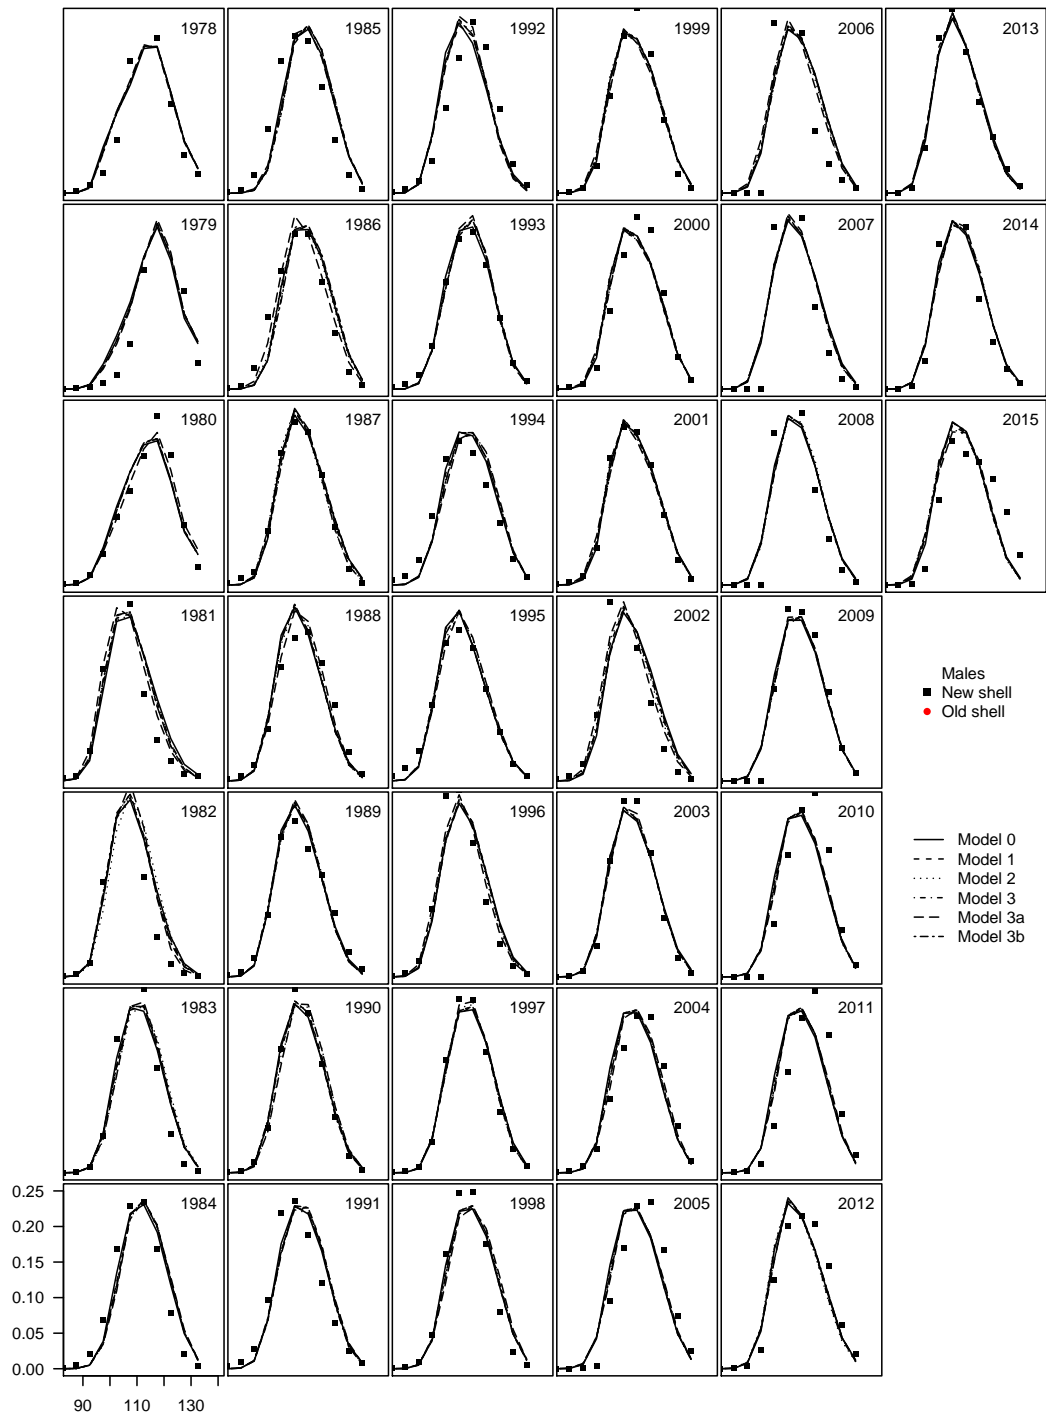 1978 1985 1992 1999 2006 2013
1979 1986 1993 2000 2007 2014
1980 1987 1994 2001 2008 2015
1981 1988 1995 2002 2009
Males
New shell
Old shell
1982 1989 1996 2003 2010
Model 0
Model 1
Model 2
Model 3
Model 3a
Model 3b
1983 1990 1997 2004 2011
1984 1991 1998 2005 2012
0.25
0.20
0.15
0.10
0.05
0.00
90 110 130